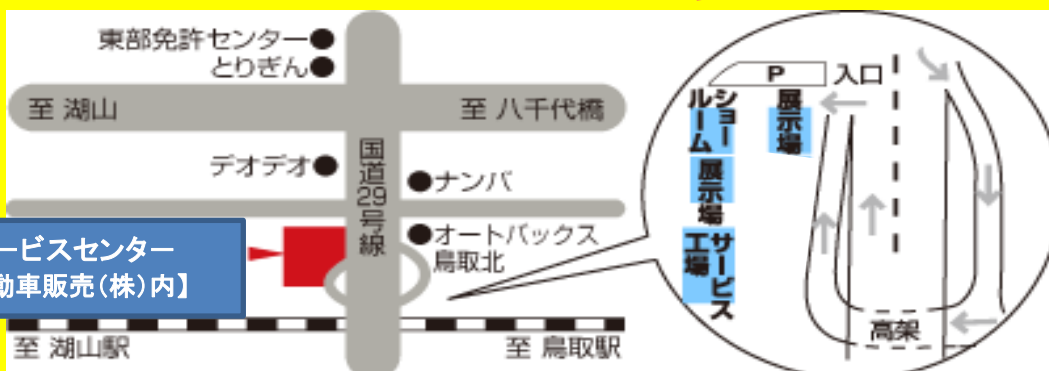 東部免許センター
とりぎん
至 湖山
至 八千代橋
デオデオ
国道29号線
ナンバ
オートバックス
鳥取北
ービスセンター
動車販売(株)内】
至 湖山駅
至 鳥取駅
P
入口
ショー
ルーム
展示場
展示場
サービス
工場
高架